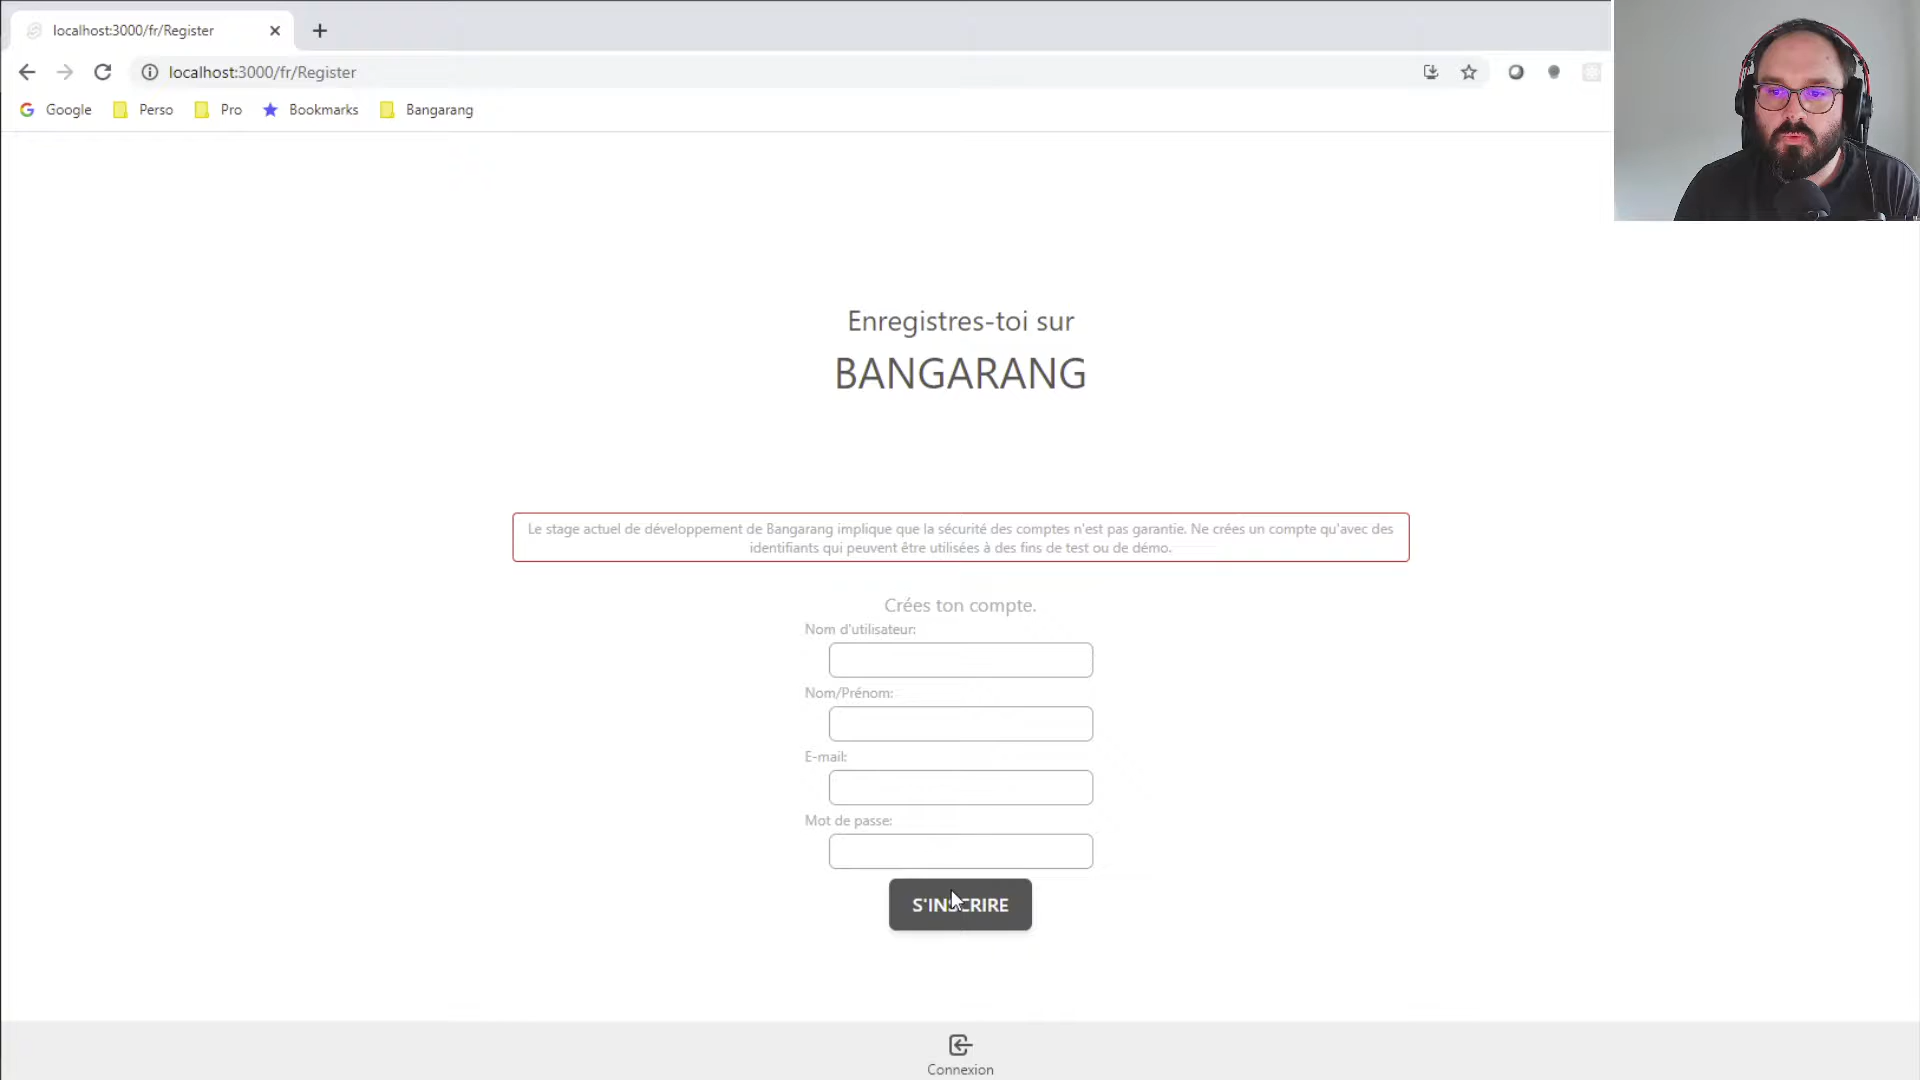 localhost:3000/fr/Register
localhost:3000/fr/Register
Google Perso Pro Bookmarks Bangarang
Enregistres-toi sur
BANGARANG
Le stage actuel de développement de Bangarang implique que la sécurité des comptes n'est pas garantie. Ne crées un compte qu'avec des
identifiants qui peuvent être utilisées à des fins de test ou de démo.
Crées ton compte.
Nom d'utilisateur:
Nom/Prénom:
E-mail:
Mot de passe:
S'INSCRIRE
Connexion